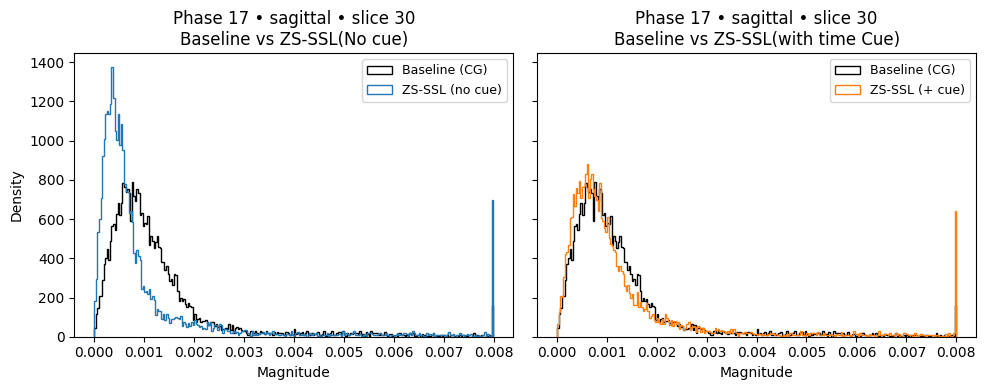 Phase 17 • sagittal • slice 30
Baseline vs ZS-SSL(No cue)
Baseline (CG)
ZS-SSL (no cue)
1400
1200
1000
800
600
400
200
0
Density
0.000 0.001 0.002 0.003 0.004 0.005 0.006 0.007 0.008
Magnitude
Phase 17 • sagittal • slice 30
Baseline vs ZS-SSL(with time Cue)
Baseline (CG)
ZS-SSL (+ cue)
0.000 0.001 0.002 0.003 0.004 0.005 0.006 0.007 0.008
Magnitude